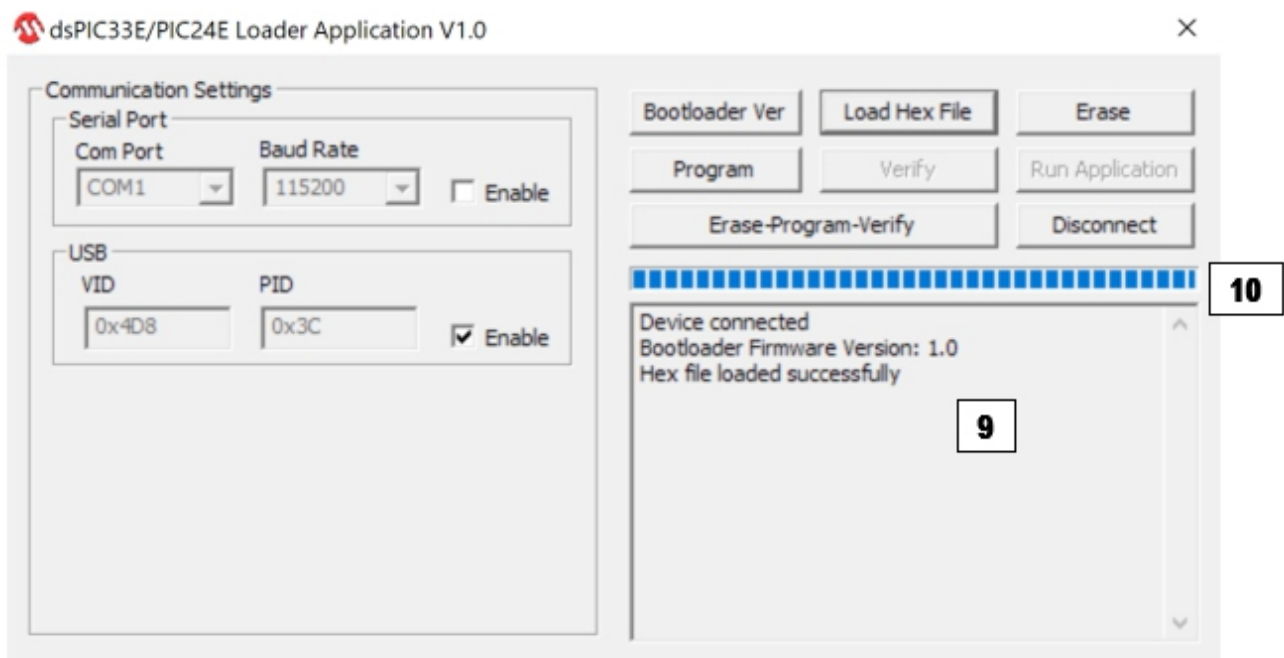 dsPIC33E/PIC24E Loader Application V1.0
Communication Settings
Serial Port
Com Port Baud Rate
COM1 115200 Enable
USB
VID PID
0x4D8 0x3C Enable
Bootloader Ver Load Hex File Erase
Program Verify Run Application
Erase-Program-Verify Disconnect
10
Device connected
Bootloader Firmware Version: 1.0
Hex file loaded successfully
9